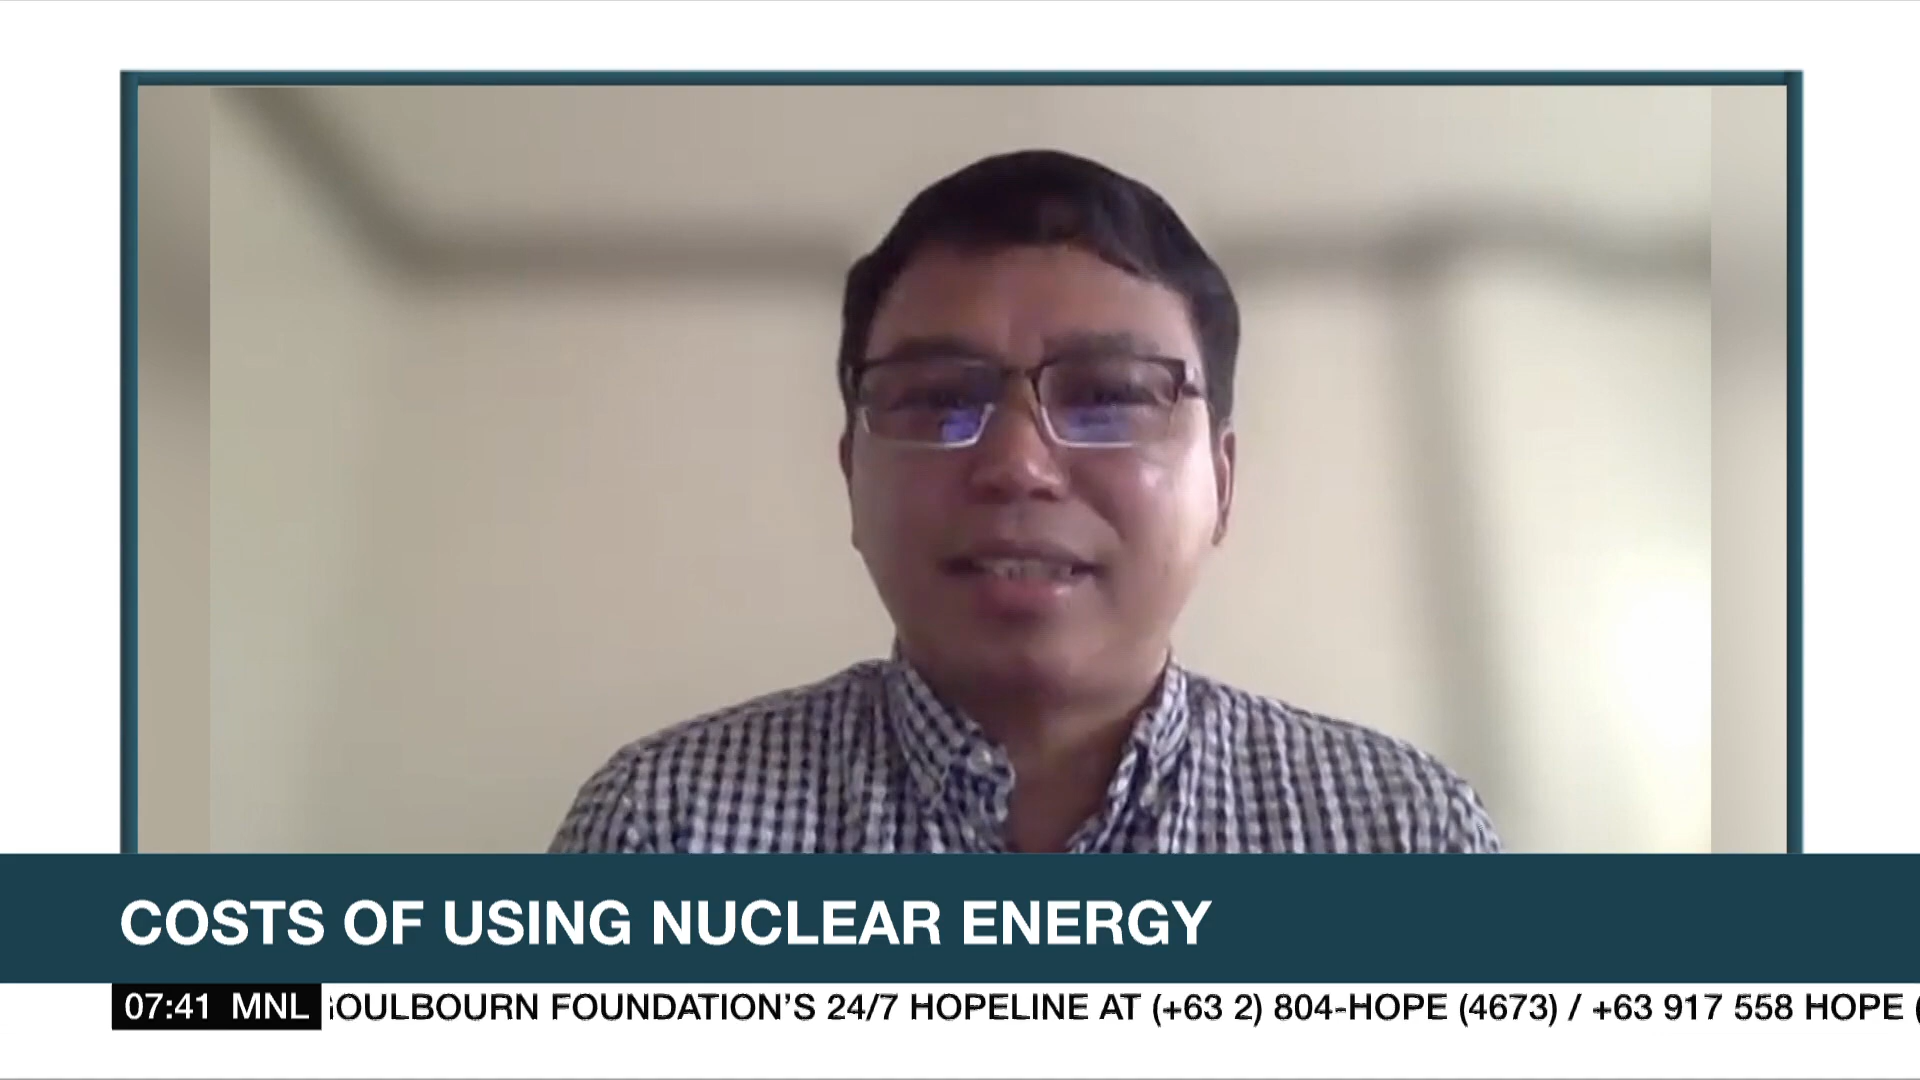 COSTS OF USING NUCLEAR ENERGY
07:41 MNL
GOULBOURN FOUNDATION’S 24/7 HOPELINE AT (+63 2) 804-HOPE (4673) / +63 917 558 HOPE (